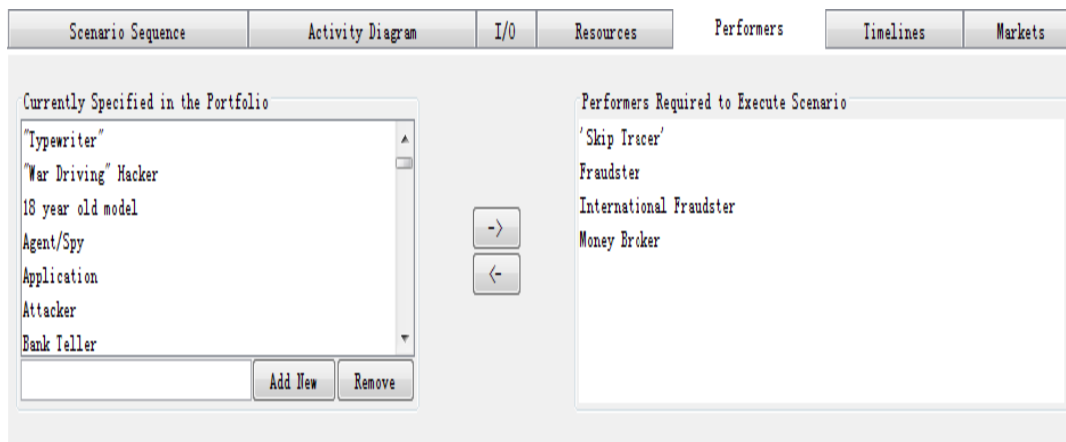 Scenario Sequence Activity Diagram I/O Resources Performers Timelines Markets
Currently Specified in the Portfolio
"Typewriter"
"War Driving" Hacker
18 year old model
Agent/Spy
Application
Attacker
Bank Teller
Add New Remove
->
<-
Performers Required to Execute Scenario
'Skip Tracer'
Fraudster
International Fraudster
Money Broker